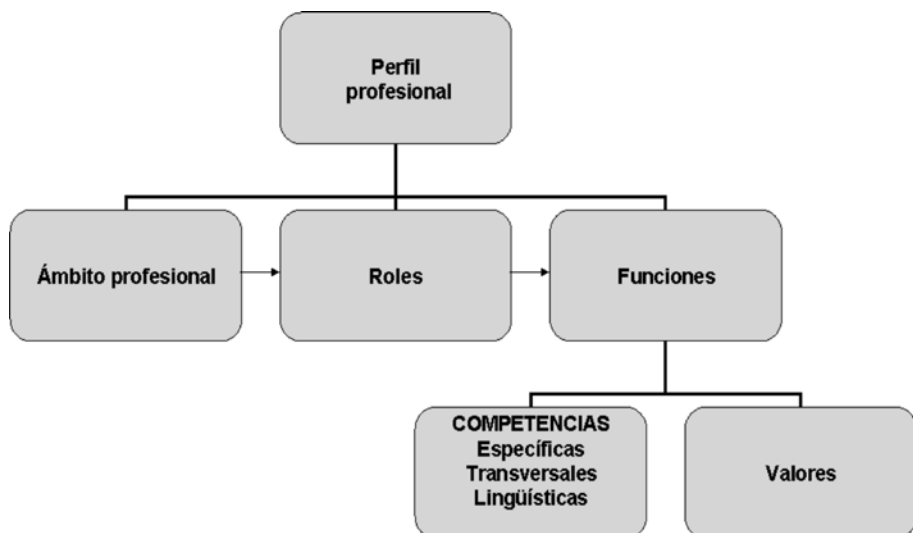 Perfil
profesional
Ámbito profesional
Roles
Funciones
COMPETENCIAS
Específicas
Transversales
Lingüísticas
Valores